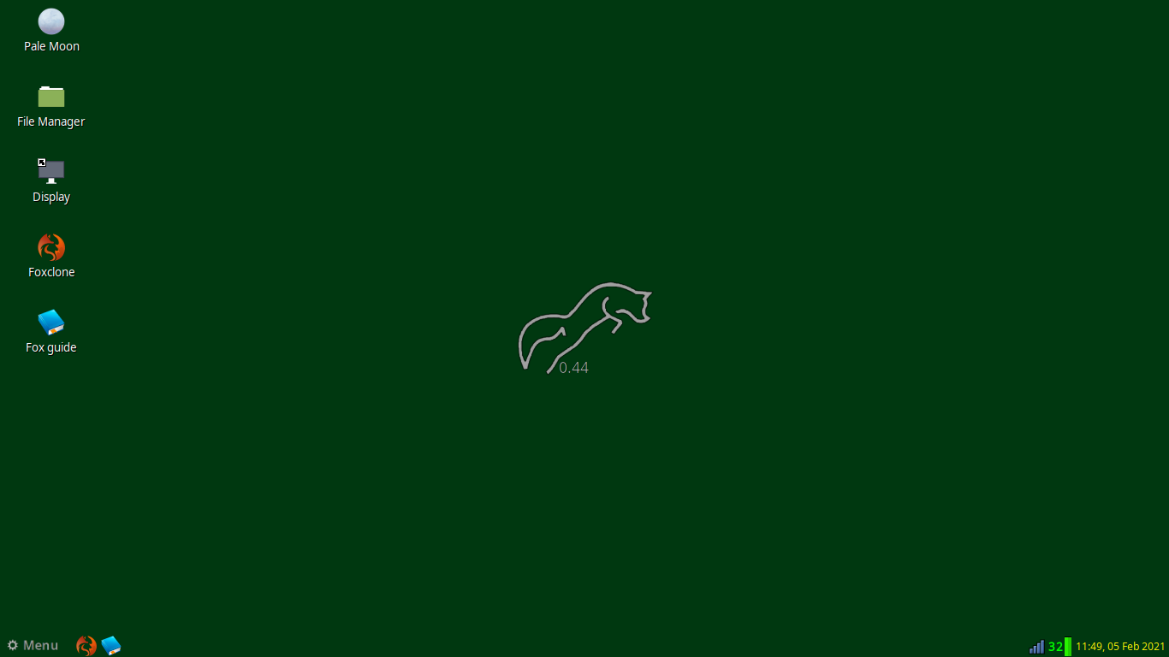 Pale Moon
File Manager
Display
Foxclone
Fox guide
0.44
Menu
32
11:49, 05 Feb 2021